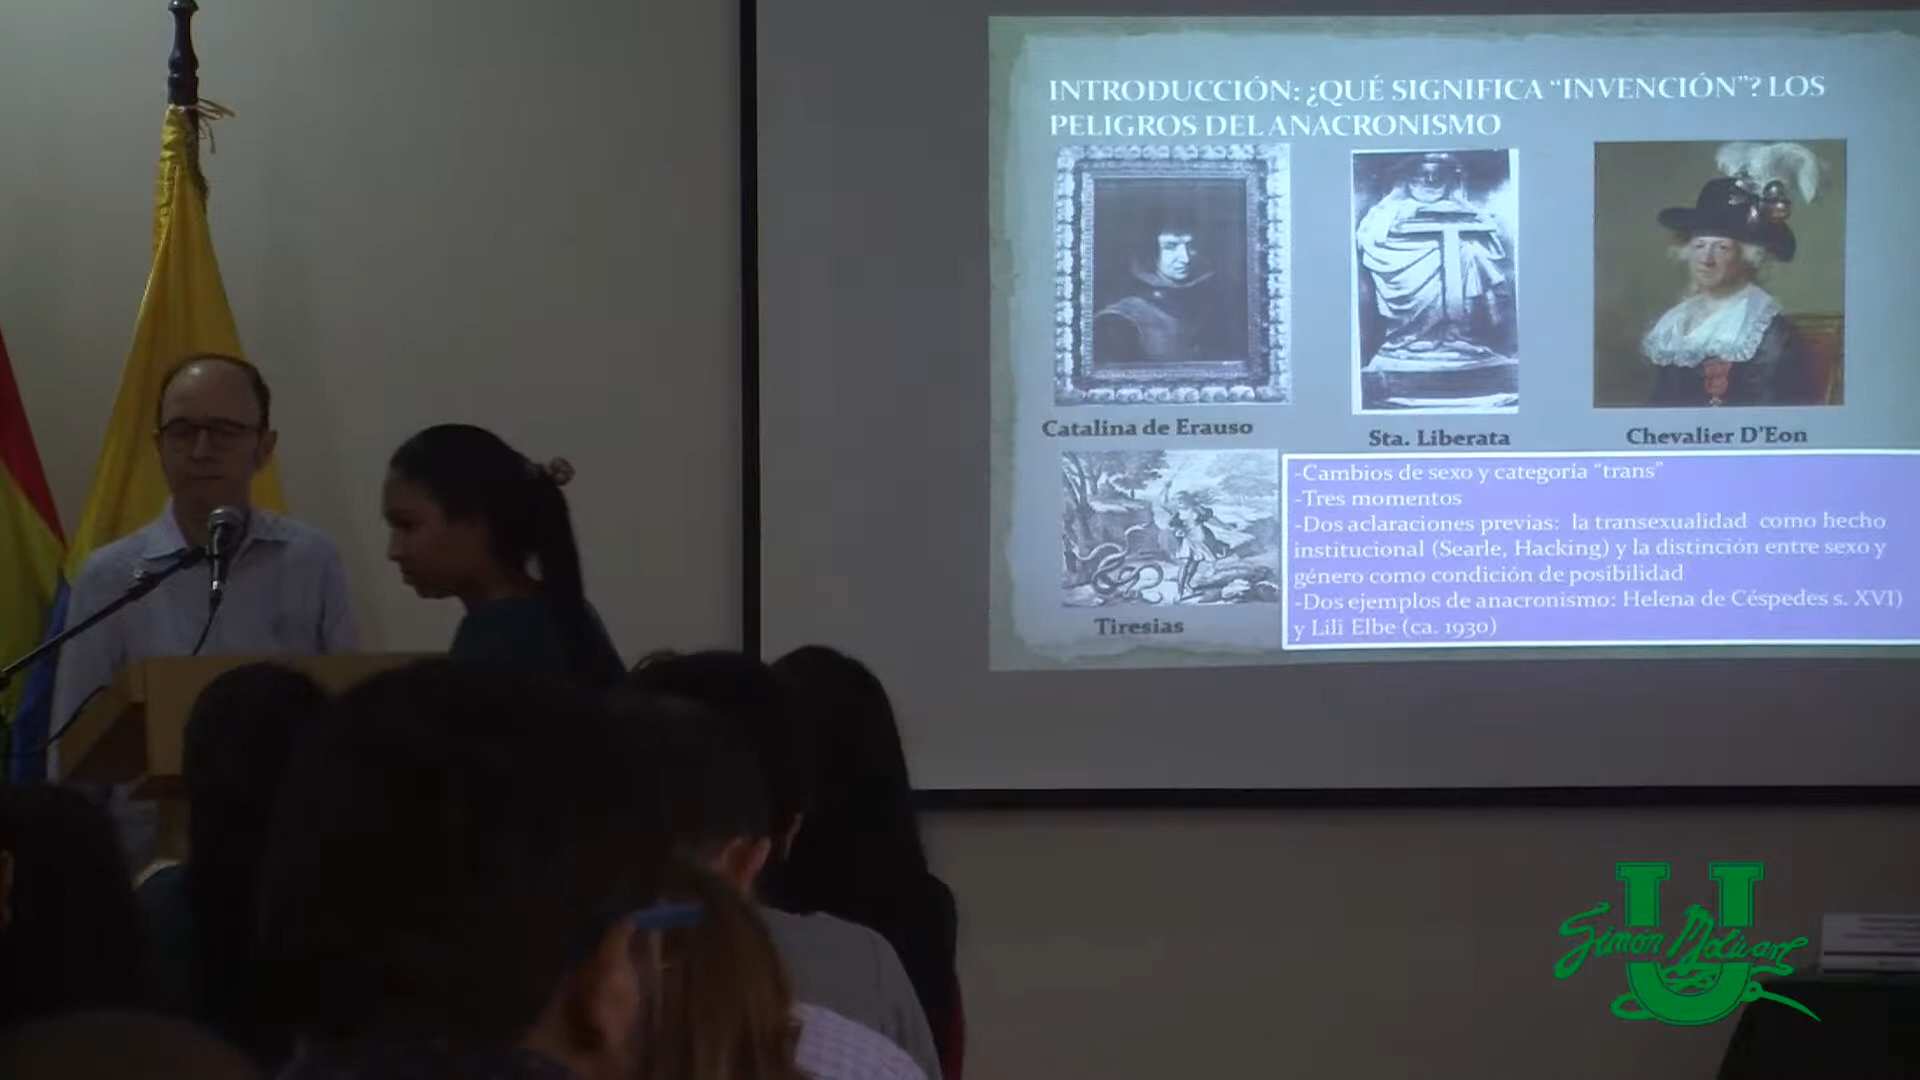 INTRODUCCIÓN: ¿QUÉ SIGNIFICA “INVENCIÓN”? LOS
PELIGROS DEL ANACRONISMO
Catalina de Erauso
Sta. Liberata
Chevalier D’Eon
Tiresias
-Cambios de sexo y categoría “trans”
-Tres momentos
-Dos aclaraciones previas: la transexualidad como hecho
institucional (Searle, Hacking) y la distinción entre sexo y
género como condición de posibilidad
-Dos ejemplos de anacronismo: Helena de Céspedes s. XVI)
y Lili Elbe (ca. 1930)
U
Simón Bolívar